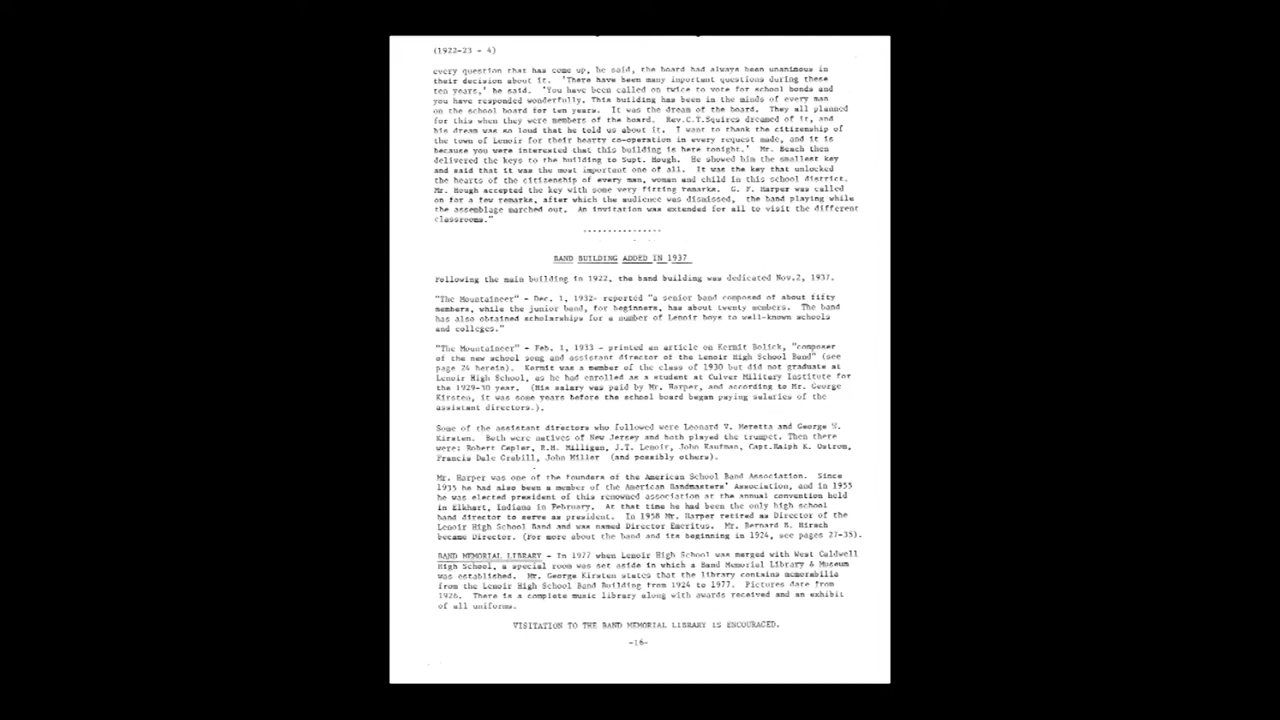 (1922-23 - 4)
every question that has come up, he said, the board had always been unanimous in
their decision about it. 'There have been many important questions during these
ten years,' he said. 'You have been called on twice to vote for school bonds and
you have responded wonderfully. This building has been in the minds of every man
on the school board for ten years. It was the dream of the board. They all planned
for this when they were members of the board. Rev.C.T.Squires dreamed of it, and
his dream was so loud that he told us about it. I want to thank the citizenship of
the town of Lenoir for their hearty co-operation in every request made, and it is
because you were interested that this building is here tonight.' Mr. Beach then
delivered the keys to the building to Supt. Hough. He showed him the smallest key
and said that it was the most important one of all. It was the key that unlocked
the hearts of the citizenship of every man, woman and child in this school district.
Mr. Hough accepted the key with some very fitting remarks. G. F. Harper was called
on for a few remarks, after which the audience was dismissed, the band playing while
the assemblage marched out. An invitation was extended for all to visit the different
classrooms."
---------------
BAND BUILDING ADDED IN 1937
Following the main building in 1922, the band building was dedicated Nov.2, 1937.
"The Mountaineer" - Dec. 1, 1932- reported "a senior band composed of about fifty
members, while the junior band, for beginners, has about twenty members. The band
has also obtained scholarships for a number of Lenoir boys to well-known schools
and colleges."
"The Mountaineer" - Feb. 1, 1933 - printed an article on Kermit Bolick, "composer
of the new school song and assistant director of the Lenoir High School Band" (see
page 24 herein). Kermit was a member of the class of 1930 but did not graduate at
Lenoir High School, as he had enrolled as a student at Culver Military Institute for
the 1929-30 year. (His salary was paid by Mr. Harper, and according to Mr. George
Kirsten, it was some years before the school board began paying salaries of the
assistant directors.).
Some of the assistant directors who followed were Leonard V. Meretta and George W.
Kirsten. Both were natives of New Jersey and both played the trumpet. Then there
were: Robert Cepler, R.H. Milligan, J.T. Lenoir, John Kaufman, Capt.Ralph K. Ostrom,
Francis Dale Grabill, John Miller (and possibly others).
Mr. Harper was one of the founders of the American School Band Association. Since
1935 he had also been a member of the American Bandmasters' Association, and in 1955
he was elected president of this renowned association at the annual convention held
in Elkhart, Indiana in February. At that time he had been the only high school
band director to serve as president. In 1958 Mr. Harper retired as Director of the
Lenoir High School Band and was named Director Emeritus. Mr. Bernard B. Hirsch
became Director. (For more about the band and its beginning in 1924, see pages 27-35).
BAND MEMORIAL LIBRARY - In 1977 when Lenoir High School was merged with West Caldwell
High School, a special room was set aside in which a Band Memorial Library & Museum
was established. Mr. George Kirsten states that the library contains memorabilia
from the Lenoir High School Band Building from 1924 to 1977. Pictures date from
1926. There is a complete music library along with awards received and an exhibit
of all uniforms.
VISITATION TO THE BAND MEMORIAL LIBRARY IS ENCOURAGED.
-16-